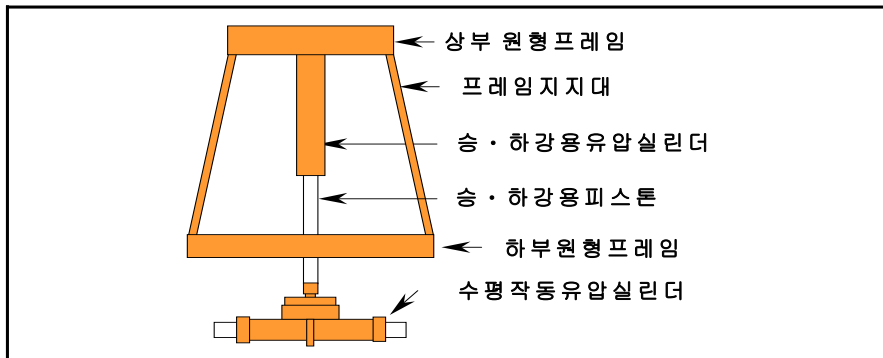 상부 원형프레임
프레임지지대
승・하강용유압실린더
승・하강용피스톤
하부원형프레임
수평작동유압실린더